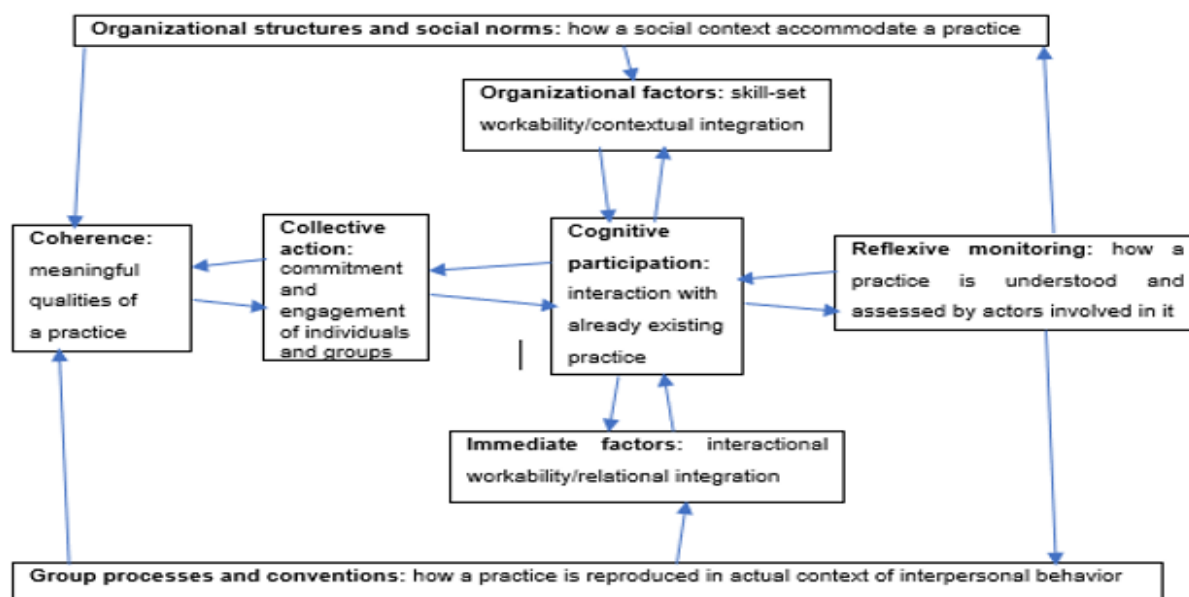 Organizational structures and social norms: how a social context accommodate a practice
Organizational factors: skill-set
workability/contextual integration
Coherence:
meaningful
qualities of
a practice
Collective
action:
commitment
and
engagement
of individuals
and groups
Cognitive
participation:
interaction with
already existing
practice
Reflexive monitoring: how a
practice is understood and
assessed by actors involved in it
Immediate factors: interactional
workability/relational integration
Group processes and conventions: how a practice is reproduced in actual context of interpersonal behavior